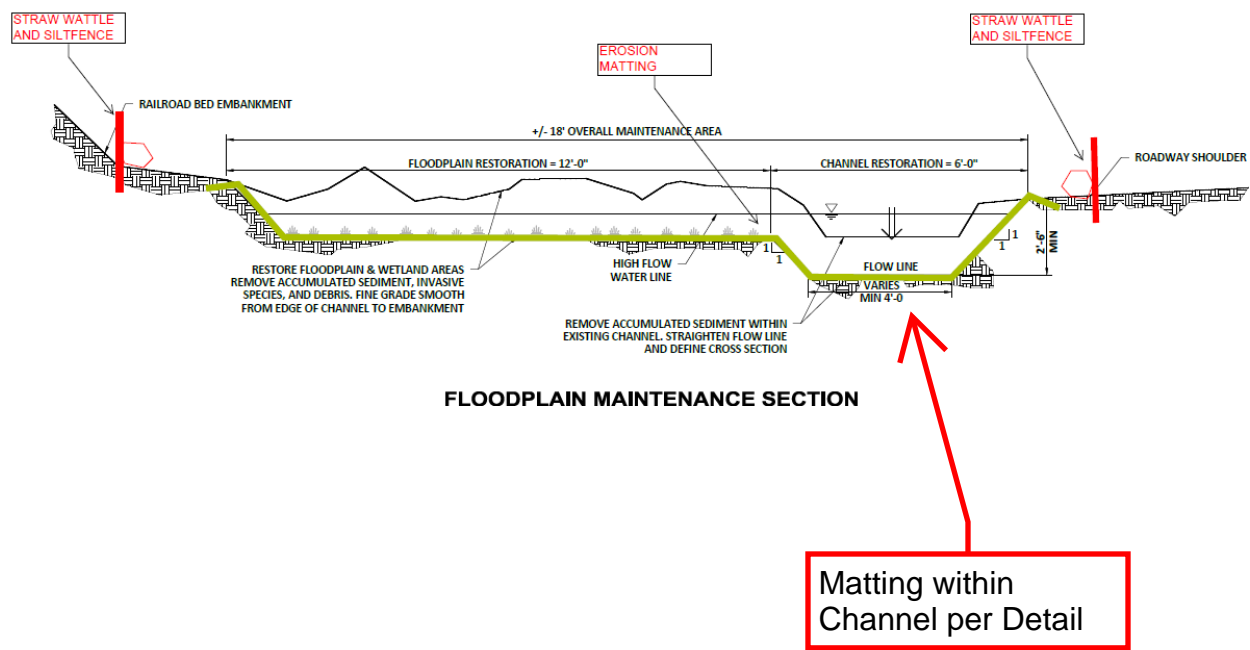 STRAW WATTLE
AND SILTFENCE
STRAW WATTLE
AND SILTFENCE
EROSION
MATTING
RAILROAD BED EMBANKMENT
+/- 18' OVERALL MAINTENANCE AREA
FLOODPLAIN RESTORATION = 12'-0"
CHANNEL RESTORATION = 6'-0"
ROADWAY SHOULDER
1
1
1
1
2'-6"
MIN
RESTORE FLOODPLAIN & WETLAND AREAS
REMOVE ACCUMULATED SEDIMENT, INVASIVE
SPECIES, AND DEBRIS. FINE GRADE SMOOTH
FROM EDGE OF CHANNEL TO EMBANKMENT
HIGH FLOW
WATER LINE
FLOW LINE
VARIES
MIN 4'-0
REMOVE ACCUMULATED SEDIMENT WITHIN
EXISTING CHANNEL. STRAIGHTEN FLOW LINE
AND DEFINE CROSS SECTION
FLOODPLAIN MAINTENANCE SECTION
Matting within
Channel per Detail